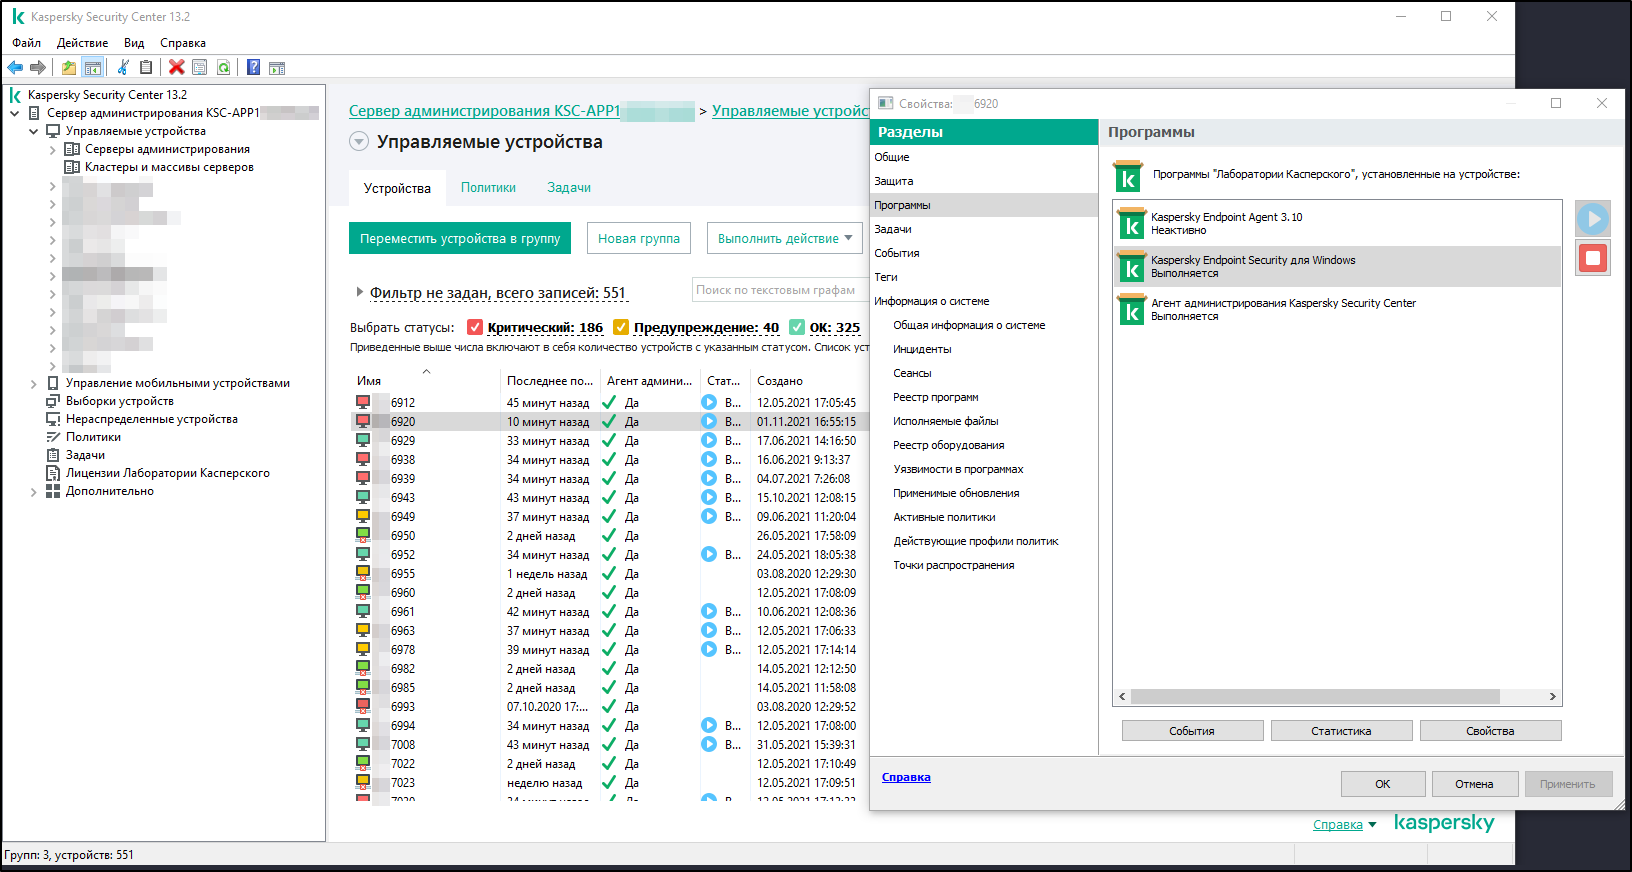 Kaspersky Security Center 13.2
Файл Действие Вид Справка
Kaspersky Security Center 13.2
Сервер администрирования KSC-APP1
Управляемые устройства
Серверы администрирования
Кластеры и массивы серверов
Управление мобильными устройствами
Выборки устройств
Нераспределенные устройства
Политики
Задачи
Лицензии Лаборатории Касперского
Дополнительно
Сервер администрирования KSC-APP1 > Управляемые устройс
Управляемые устройства
Устройства Политики Задачи
Переместить устройства в группу Новая группа Выполнить действие
Фильтр не задан, всего записей: 551
Поиск по текстовым графам
Выбрать статусы: Критический: 186 Предупреждение: 40 OK: 325
Приведенные выше числа включают в себя количество устройств с указанным статусом. Список уст
Имя Последнее по... Агент админи... Стат... Создано
6912 45 минут назад Да В... 12.05.2021 17:05:45
6920 10 минут назад Да В... 01.11.2021 16:55:15
6929 33 минут назад Да В... 17.06.2021 14:16:50
6938 34 минут назад Да В... 16.06.2021 9:13:37
6939 34 минут назад Да В... 04.07.2021 7:26:08
6943 43 минут назад Да В... 15.10.2021 12:08:15
6949 37 минут назад Да В... 09.06.2021 11:20:04
6950 2 дней назад Да 26.05.2021 17:58:09
6952 34 минут назад Да В... 24.05.2021 18:05:38
6955 1 недель назад Да 03.08.2020 12:29:30
6960 2 дней назад Да 12.05.2021 17:08:09
6961 42 минут назад Да В... 10.06.2021 12:08:36
6963 37 минут назад Да В... 12.05.2021 17:06:33
6978 39 минут назад Да В... 12.05.2021 17:14:14
6982 2 дней назад Да 14.05.2021 12:12:50
6985 2 дней назад Да 14.05.2021 11:58:08
6993 07.10.2020 17:... Да 03.08.2020 12:29:52
6994 34 минут назад Да В... 12.05.2021 17:08:00
7008 43 минут назад Да В... 31.05.2021 15:39:31
7022 2 дней назад Да 12.05.2021 17:10:49
7023 неделю назад Да 12.05.2021 17:09:51
Справка kaspersky
Групп: 3, устройств: 551
Свойства: 6920
Разделы
Общие
Защита
Программы
Задачи
События
Теги
Информация о системе
Общая информация о системе
Инциденты
Сеансы
Реестр программ
Исполняемые файлы
Реестр оборудования
Уязвимости в программах
Применимые обновления
Активные политики
Действующие профили политик
Точки распространения
Программы
Программы "Лаборатории Касперского", установленные на устройстве:
Kaspersky Endpoint Agent 3.10
Неактивно
Kaspersky Endpoint Security для Windows
Выполняется
Агент администрирования Kaspersky Security Center
Выполняется
События Статистика Свойства
Справка
ОК Отмена Применить